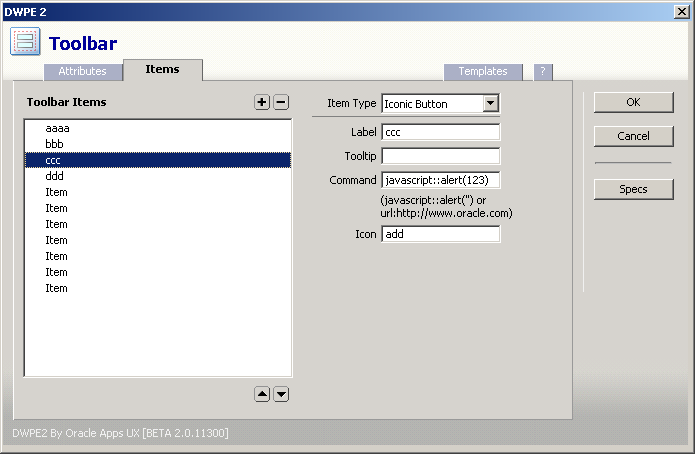 DWPE 2
Toolbar
Attributes
Items
Templates
?
Toolbar Items
aaaa
bbb
ccc
ddd
Item
Item
Item
Item
Item
Item
Item
Item Type Iconic Button
Label ccc
Tooltip
Command javascript::alert(123)
(javascript::alert('') or
url:http://www.oracle.com)
Icon add
OK
Cancel
Specs
DWPE2 By Oracle Apps UX [BETA 2.0.11300]